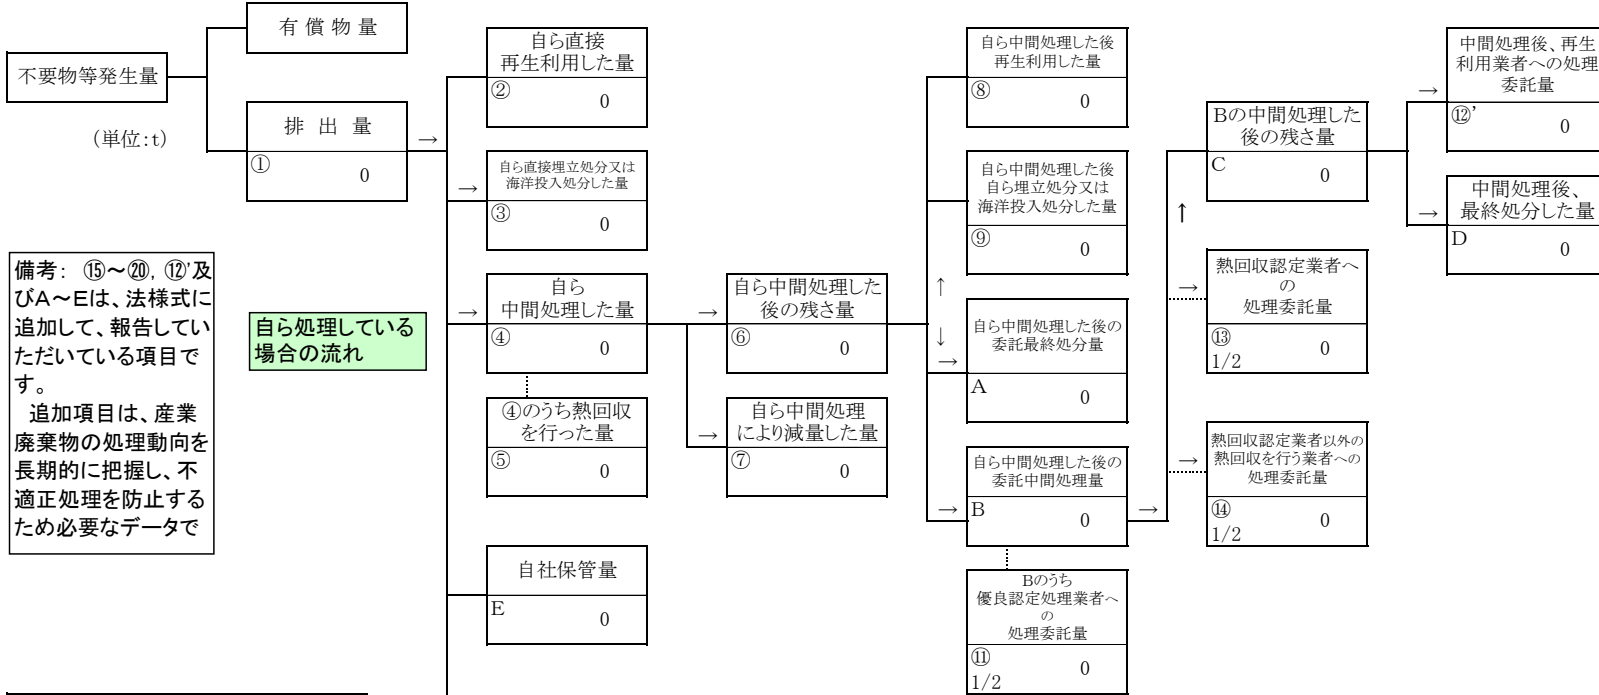 不要物等発生量
(単位:t)
有 償 物 量
排 出 量
→
①
0
備考: ⑮~⑳, ⑫'及
びA~Eは、法様式に
追加して、報告してい
ただいている項目で
す。
追加項目は、産業
廃棄物の処理動向を
長期的に把握し、不
適正処理を防止する
ため必要なデータで
自ら処理している
場合の流れ
自ら直接
再生利用した量
②
0
→
自ら直接埋立処分又は
海洋投入処分した量
③
0
→
自ら
中間処理した量
④
0
④のうち熱回収
を行った量
⑤
0
自社保管量
E
0
→
自ら中間処理した
後の残さ量
⑥
0
→
自ら中間処理
により減量した量
⑦
0
自ら中間処理した後
再生利用した量
⑧
0
自ら中間処理した後
自ら埋立処分又は
海洋投入処分した量
⑨
0
↑
↓
→
自ら中間処理した後の
委託最終処分量
A
0
→
自ら中間処理した後の
委託中間処理量
B
0
→
Bのうち
優良認定処理業者へ
の
処理委託量
⑪
1/2
0
↑
Bの中間処理した
後の残さ量
C
0
→
熱回収認定業者へ
の
処理委託量
⑬
1/2
0
→
熱回収認定業者以外の
熱回収を行う業者への
処理委託量
⑭
1/2
0
→
中間処理後、再生
利用業者への処理
委託量
⑫'
0
→
中間処理後、
最終処分した量
D
0